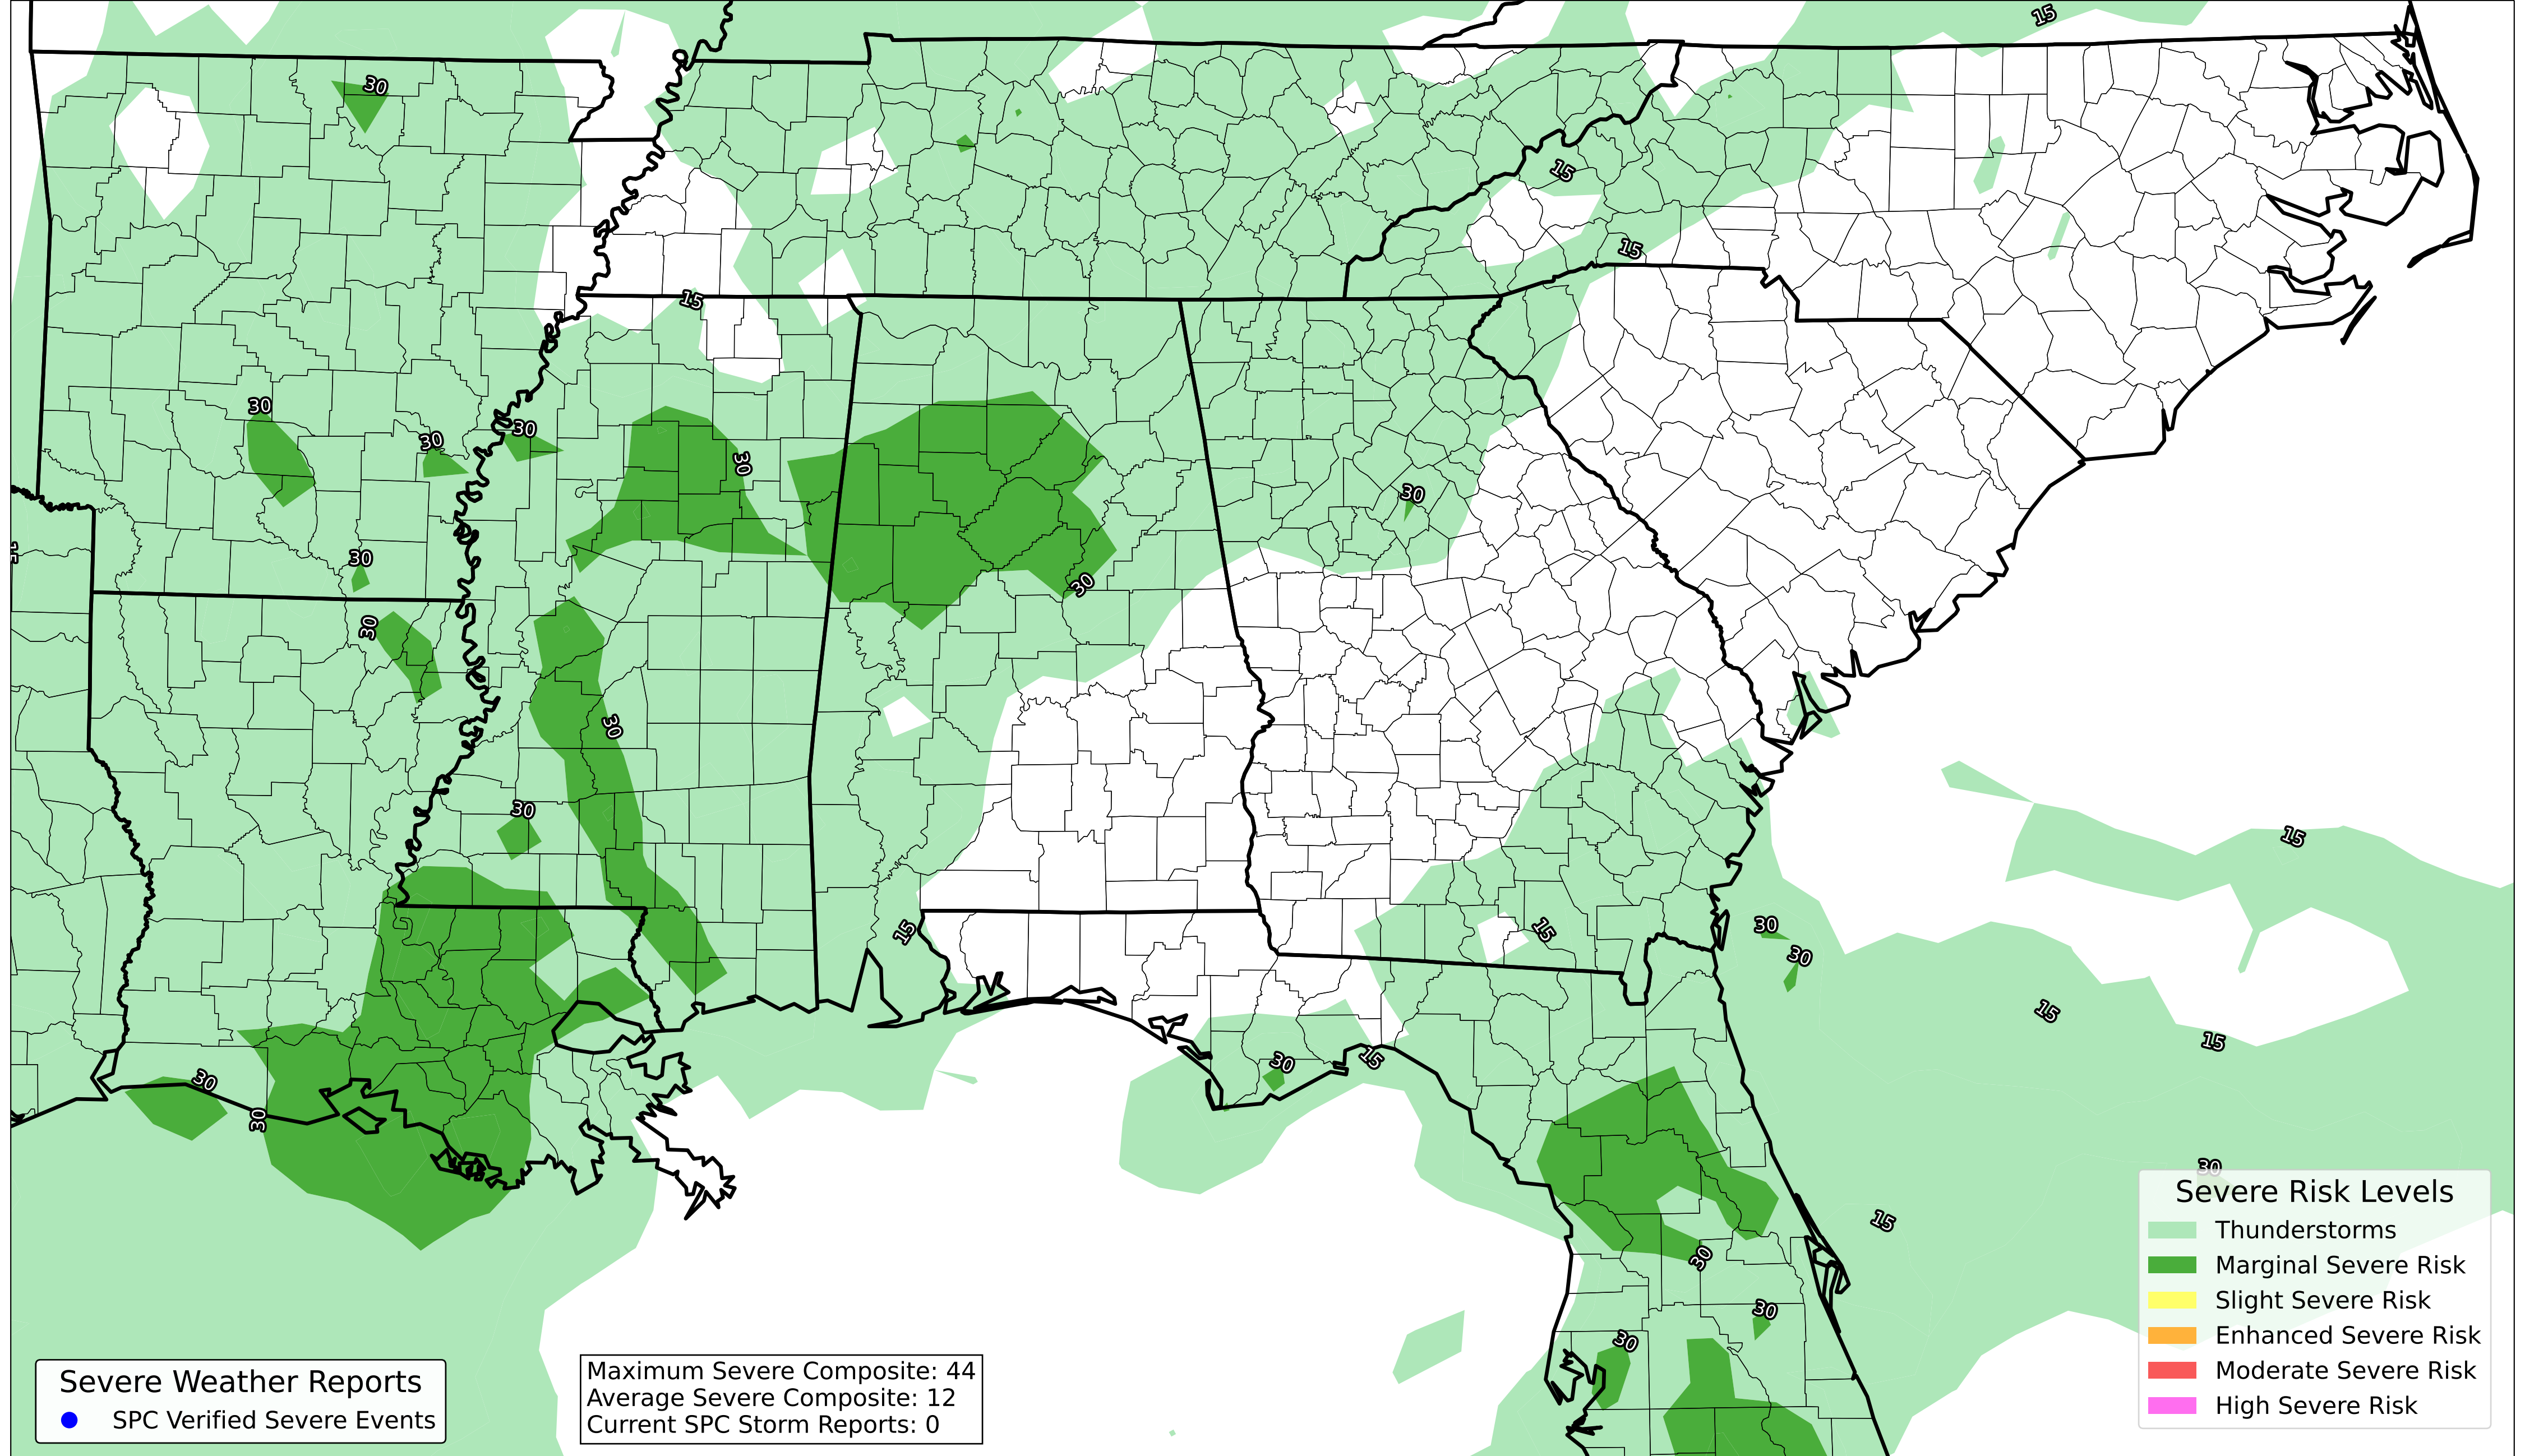 15
30
15
15
15
30
30
30
30
30
30
30
30
30
30
30
15
15
15
30
30
15
15
30
15
30
30
30
15
30
30
30
Severe Risk Levels
Thunderstorms
Marginal Severe Risk
Slight Severe Risk
Enhanced Severe Risk
Moderate Severe Risk
High Severe Risk
Severe Weather Reports
SPC Verified Severe Events
Maximum Severe Composite: 44
Average Severe Composite: 12
Current SPC Storm Reports: 0